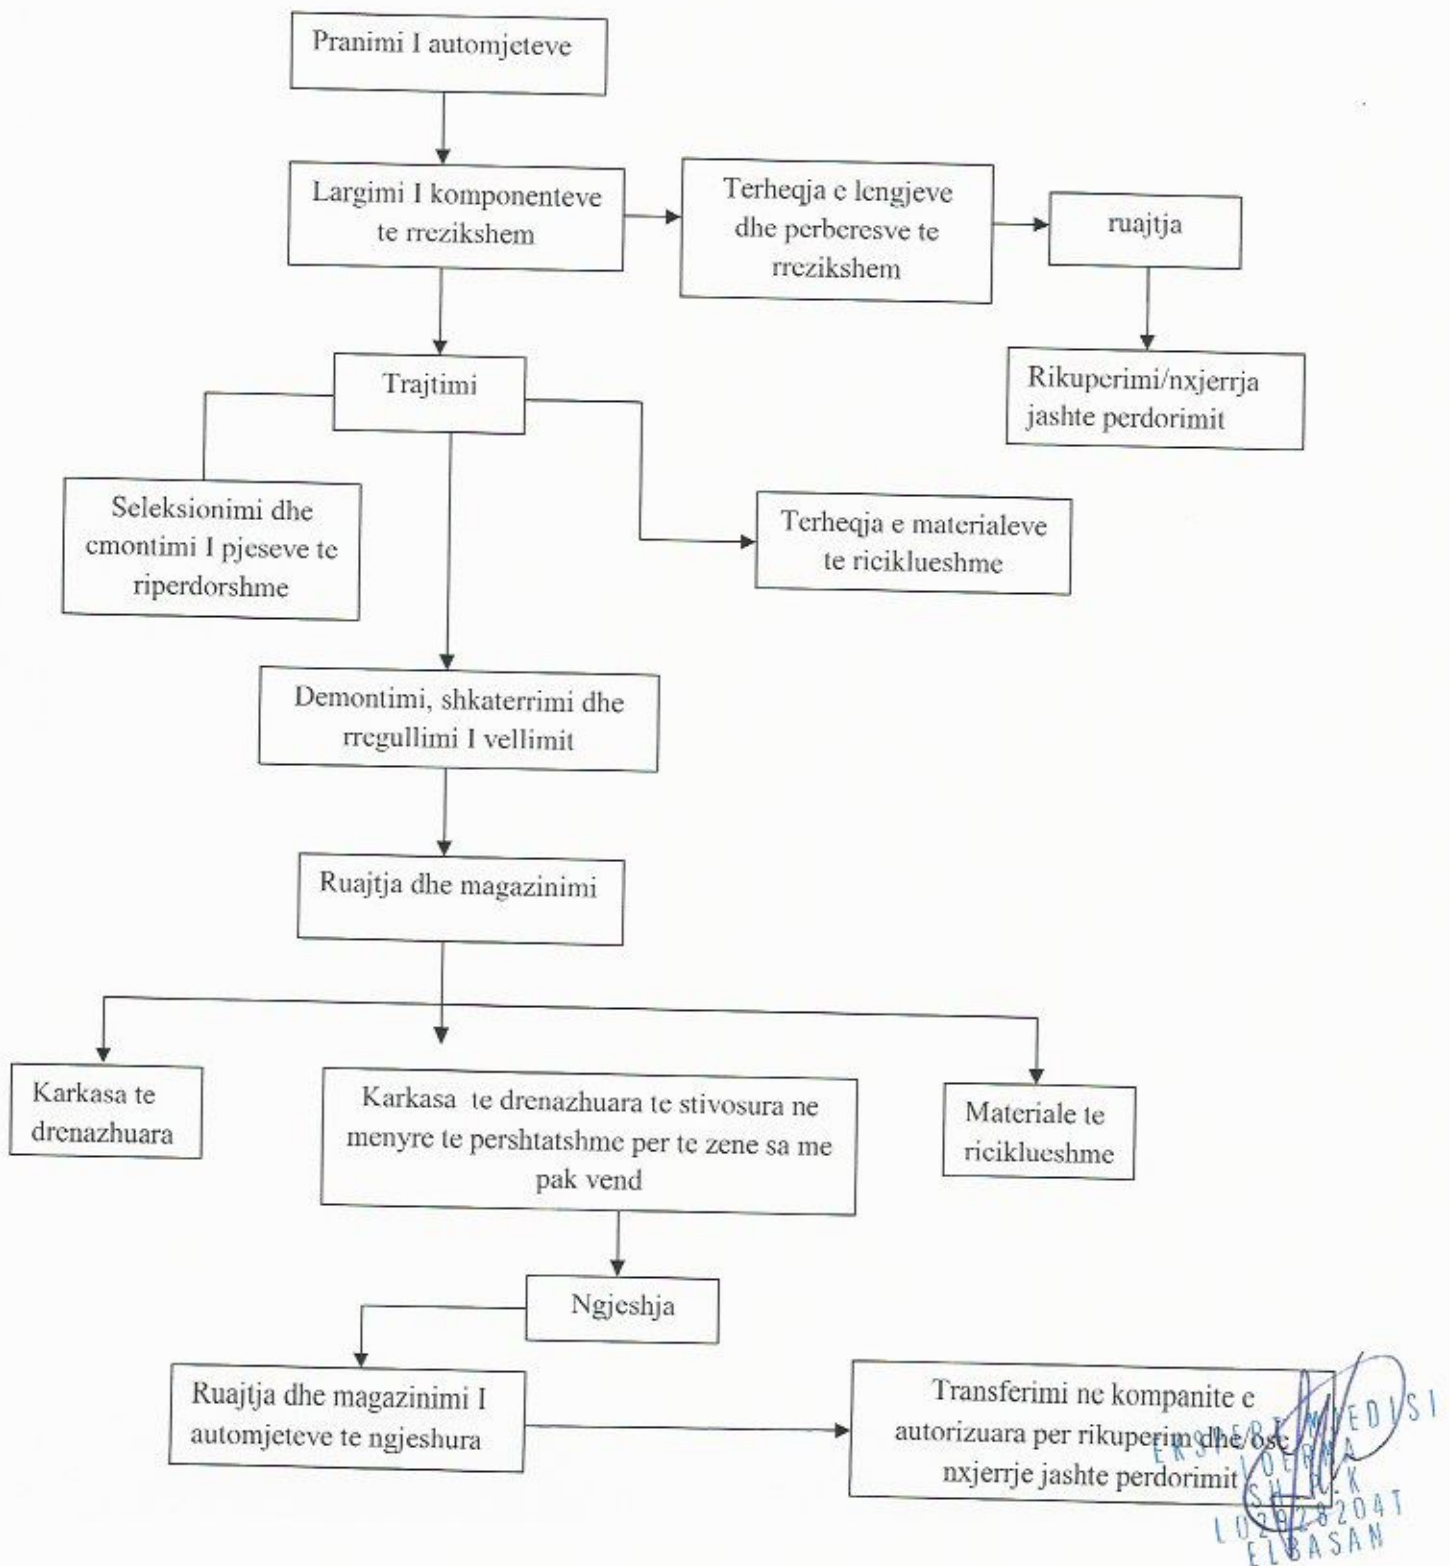 Pranimi I automjeteve
Largimi I komponenteve
te rrezikshem
Terheqja e lengjeve
dhe perberesve te
rrezikshem
ruajtja
Rikuperimi/nxjerrja
jashte perdorimit
Trajtimi
Seleksionimi dhe
cmontimi I pjeseve te
riperdorshme
Terheqja e materialeve
te riciklueshme
Demontimi, shkaterrimi dhe
rregullimi I vellimit
Ruajtja dhe magazinimi
Karkasa te
drenazhuara
Karkasa te drenazhuara te stivosura ne
menyre te pershtatshme per te zene sa me
pak vend
Materiale te
riciklueshme
Ngjeshja
Ruajtja dhe magazinimi I
automjeteve te ngjeshura
Transferimi ne kompanite e
autorizuara per rikuperim dhe/ose
nxjerrje jashte perdorimit
ELBASAN